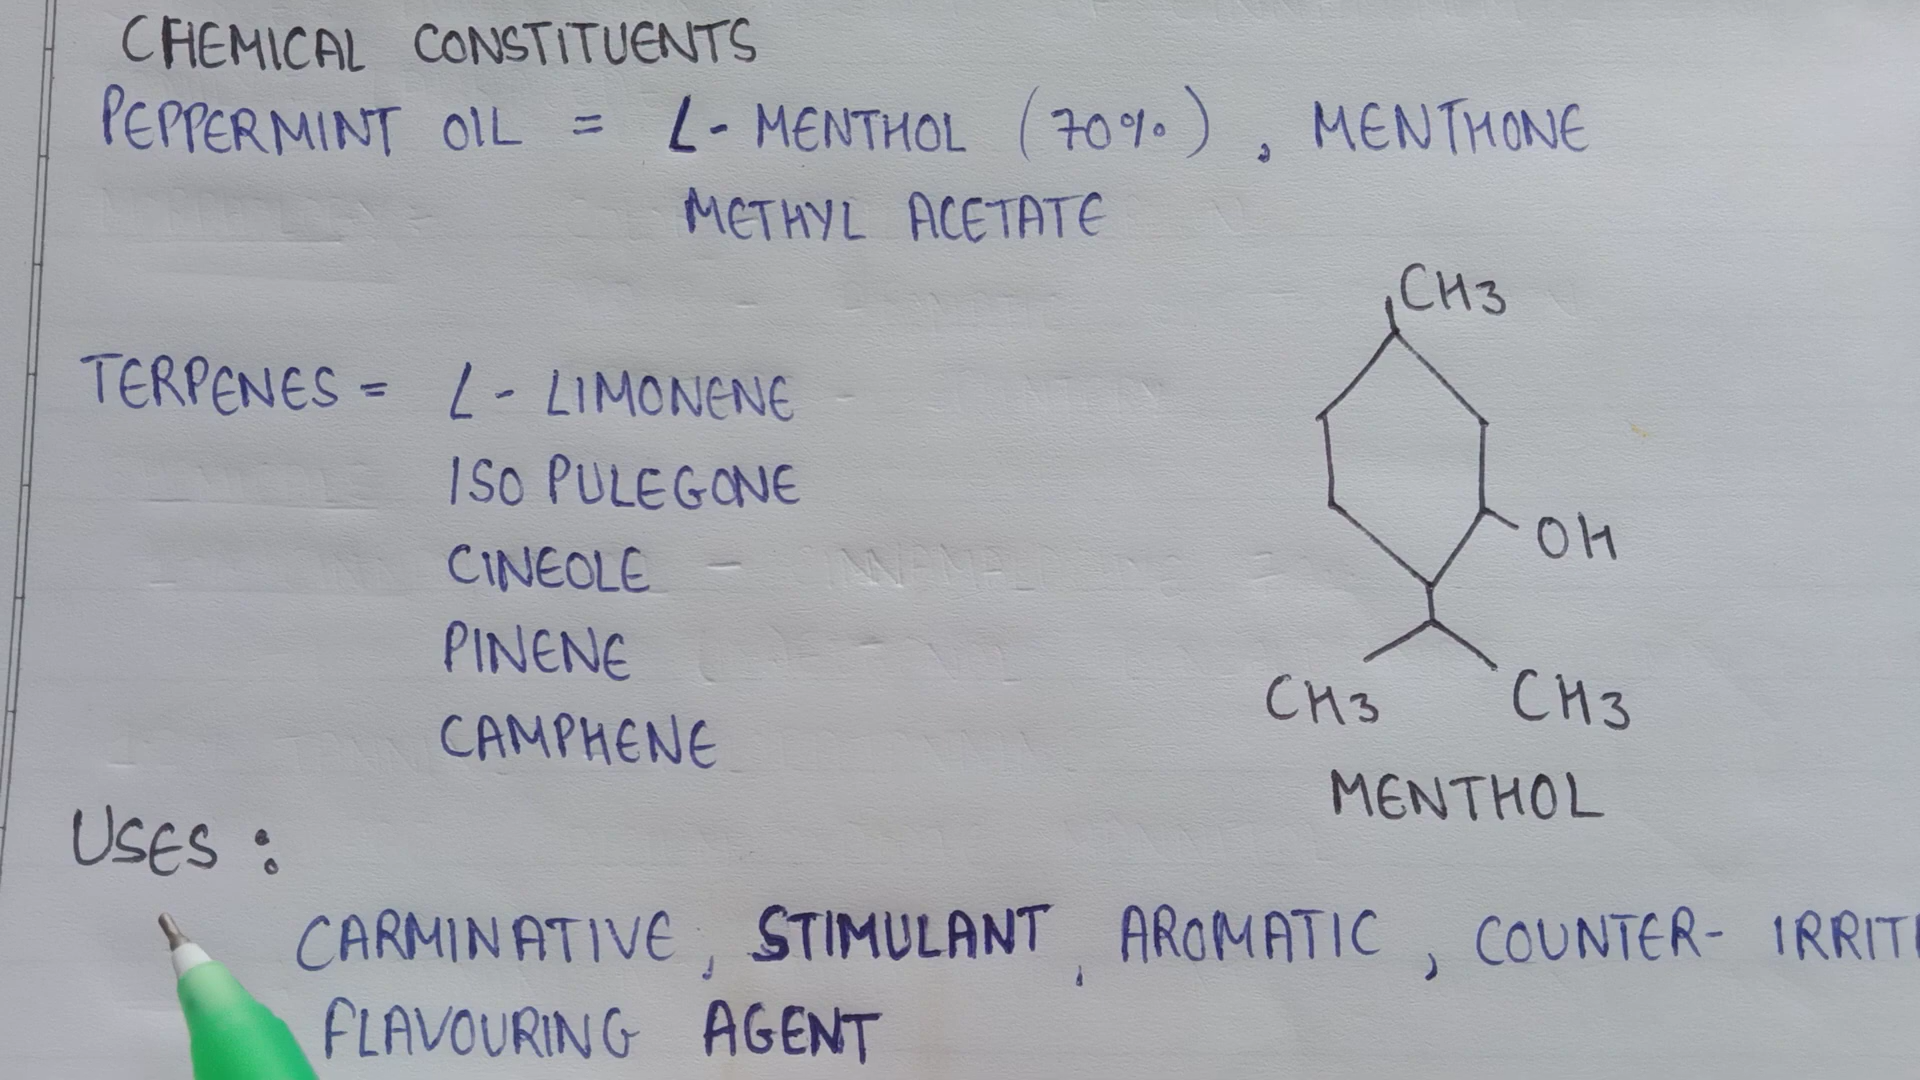 CHEMICAL CONSTITUENTS
PEPPERMINT OIL = L- MENTHOL (70%), MENTHONE
METHYL ACETATE
CH3
TERPENES = L - LIMONENE
ISO PULEGONE
OH
CINEOLE
PINENE
CH3 CH3
CAMPHENE
MENTHOL
USES :
CARMINATIVE, STIMULANT, AROMATIC, COUNTER- IRRIT
FLAVOURING AGENT